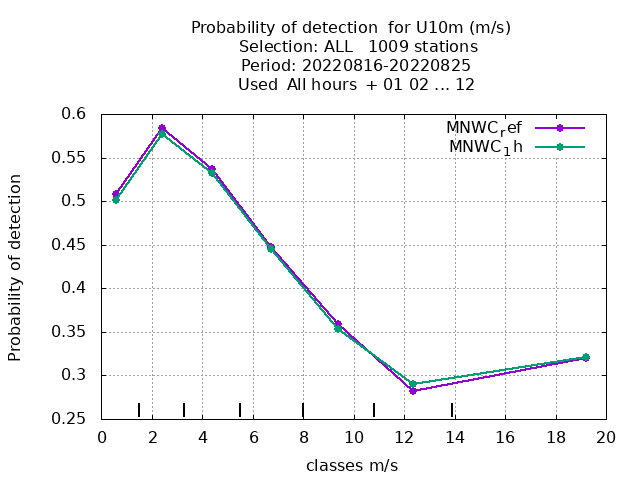 Probability of detection  for U10m (m/s)
Selection: ALL   1009 stations
Period: 20220816-20220825
Used  All hours  + 01 02 ... 12
MNWCref
MNWC1h
Probability of detection
0.6
0.55
0.5
0.45
0.4
0.35
0.3
0.25
0 2 4 6 8 10 12 14 16 18 20
classes m/s